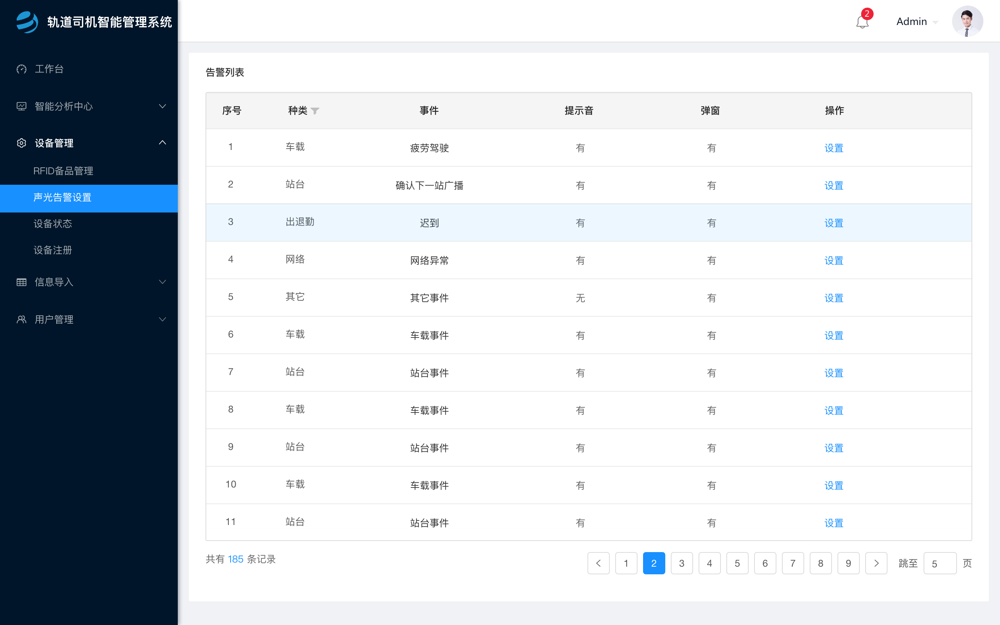 轨道司机智能管理系统
2
Admin
工作台
智能分析中心
设备管理
RFID备品管理
声光告警设置
设备状态
设备注册
信息导入
用户管理
告警列表
序号 种类 事件 提示音 弹窗 操作
1 车载 疲劳驾驶 有 有 设置
2 站台 确认下一站广播 有 有 设置
3 出退勤 迟到 有 有 设置
4 网络 网络异常 有 有 设置
5 其它 其它事件 无 有 设置
6 车载 车载事件 有 有 设置
7 站台 站台事件 有 有 设置
8 车载 车载事件 有 有 设置
9 站台 站台事件 有 有 设置
10 车载 车载事件 有 有 设置
11 站台 站台事件 有 有 设置
共有 185 条记录
1 2 3 4 5 6 7 8 9 跳至 5 页